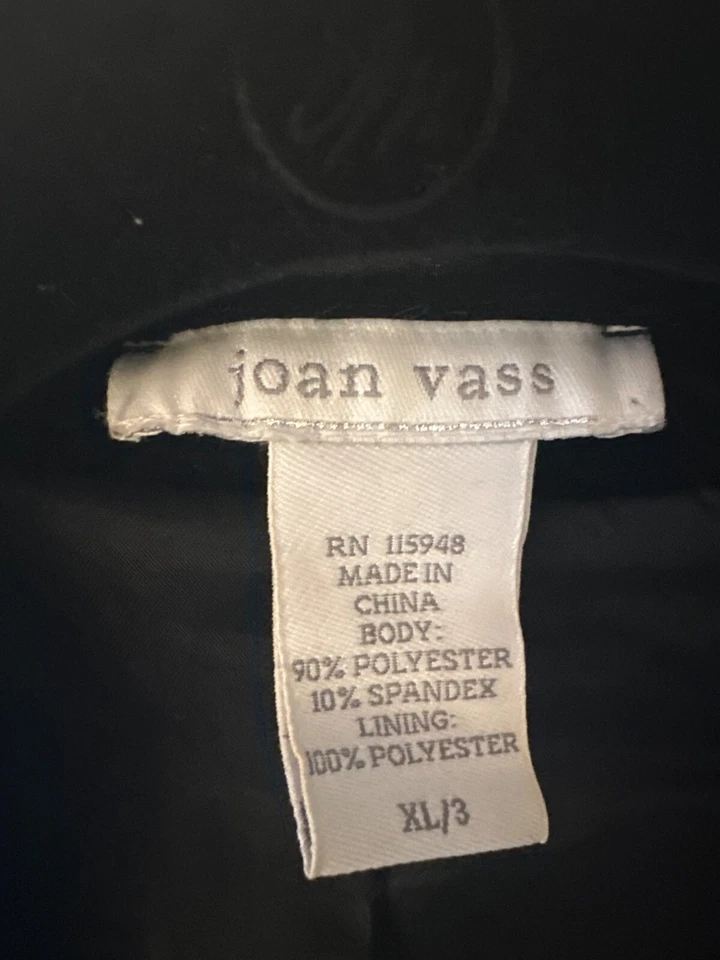 joan vass
RN 115948
MADE IN
CHINA
BODY:
90% POLYESTER
10% SPANDEX
LINING:
100% POLYESTER
XL/3